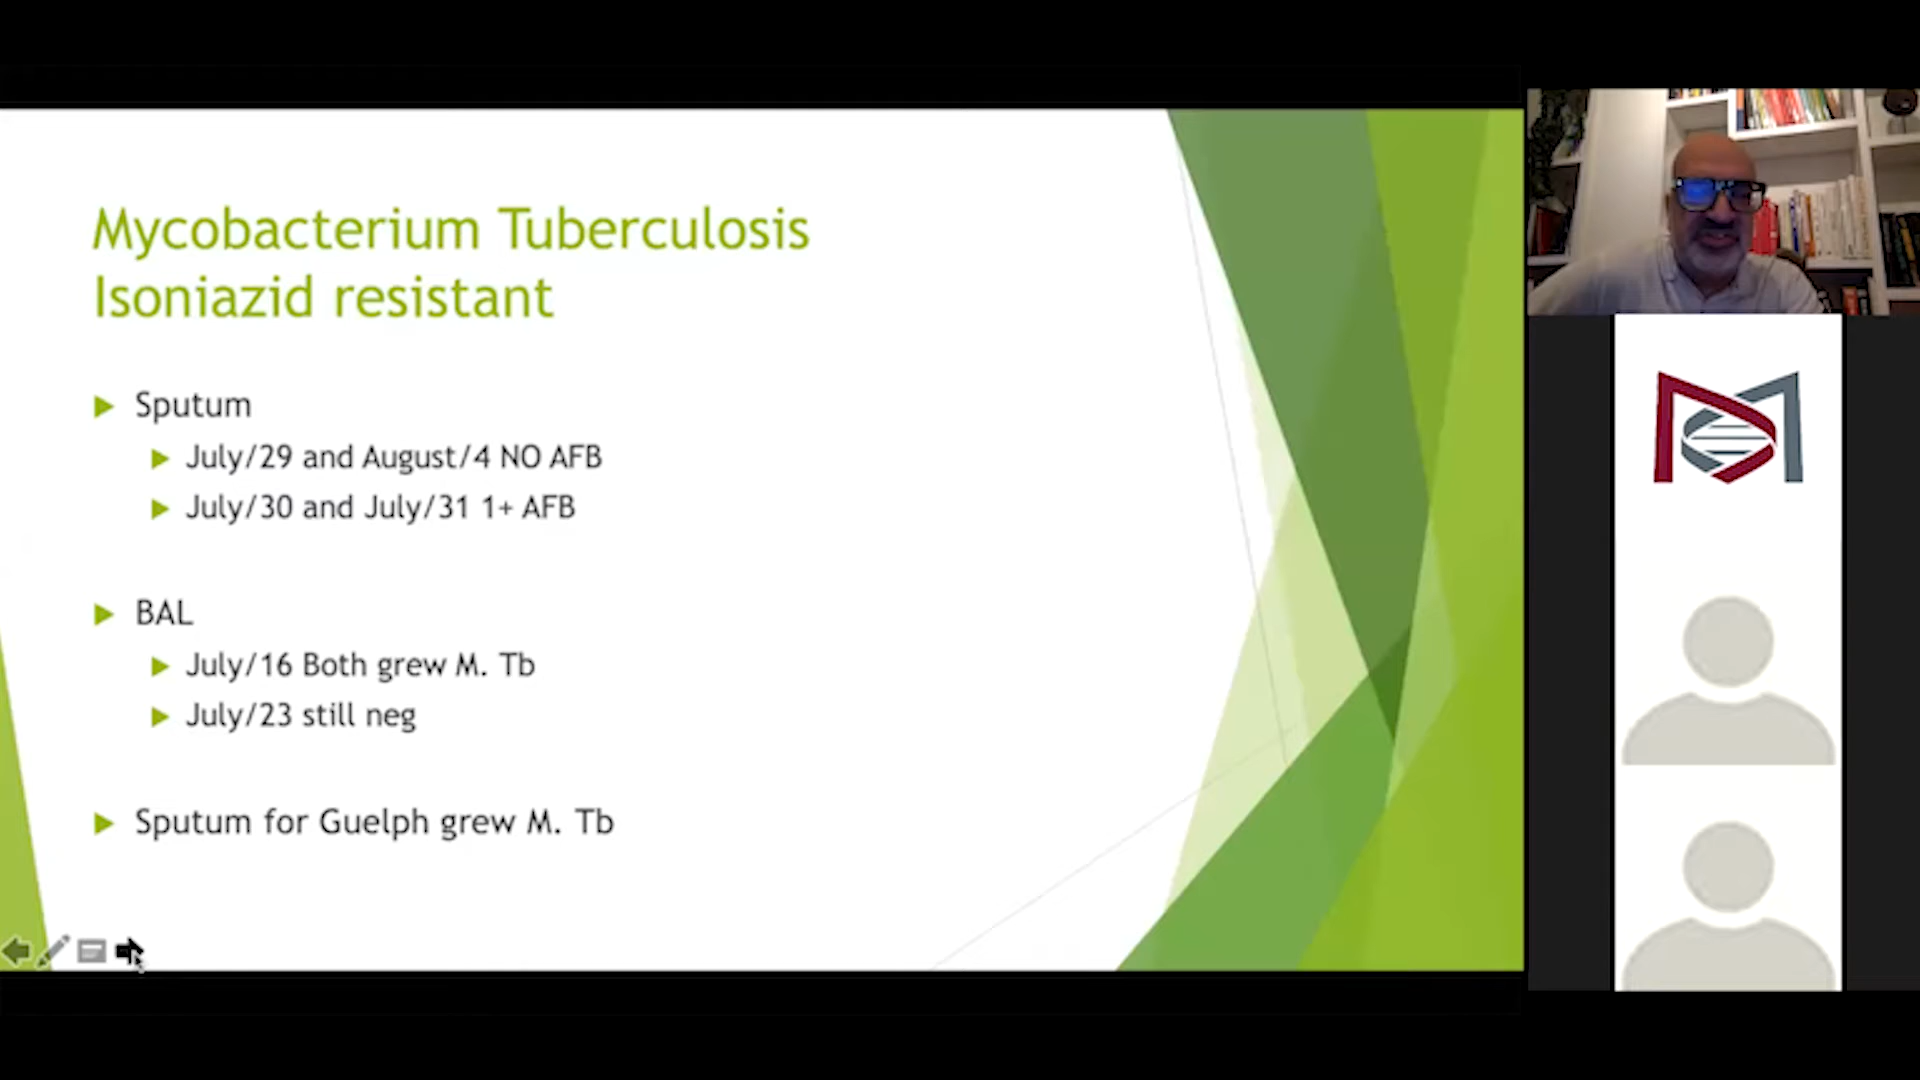 Mycobacterium Tuberculosis
Isoniazid resistant
Sputum
July/29 and August/4 NO AFB
July/30 and July/31 1+ AFB
BAL
July/16 Both grew M. Tb
July/23 still neg
Sputum for Guelph grew M. Tb